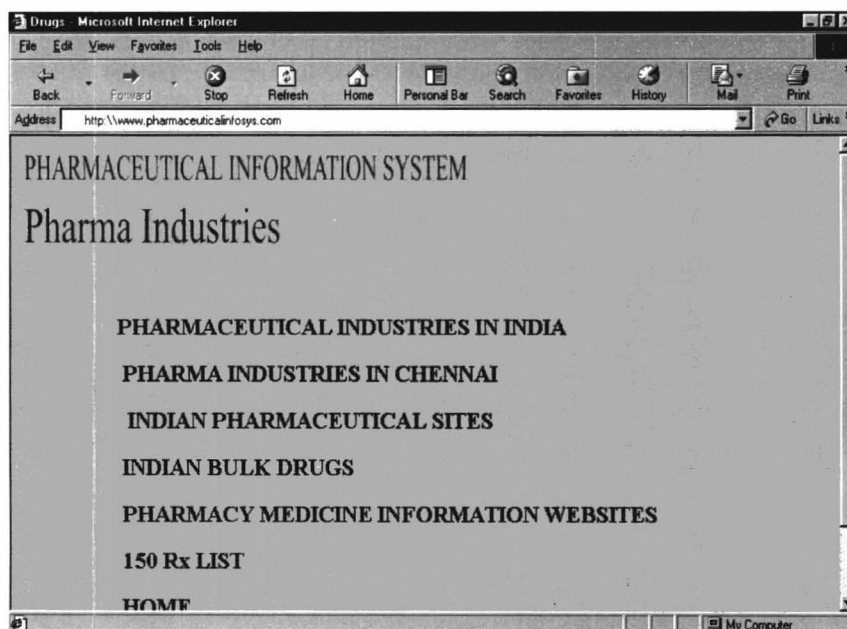 Drugs - Microsoft Internet Explorer
File Edit View Favorites Tools Help
Back Forward Stop Refresh Home Personal Bar Search Favorites History Mail Print
Address http:\\www.pharmaceuticalinfosys.com Go Links
PHARMACEUTICAL INFORMATION SYSTEM
Pharma Industries
PHARMACEUTICAL INDUSTRIES IN INDIA
PHARMA INDUSTRIES IN CHENNAI
INDIAN PHARMACEUTICAL SITES
INDIAN BULK DRUGS
PHARMACY MEDICINE INFORMATION WEBSITES
150 Rx LIST
HOME
My Computer